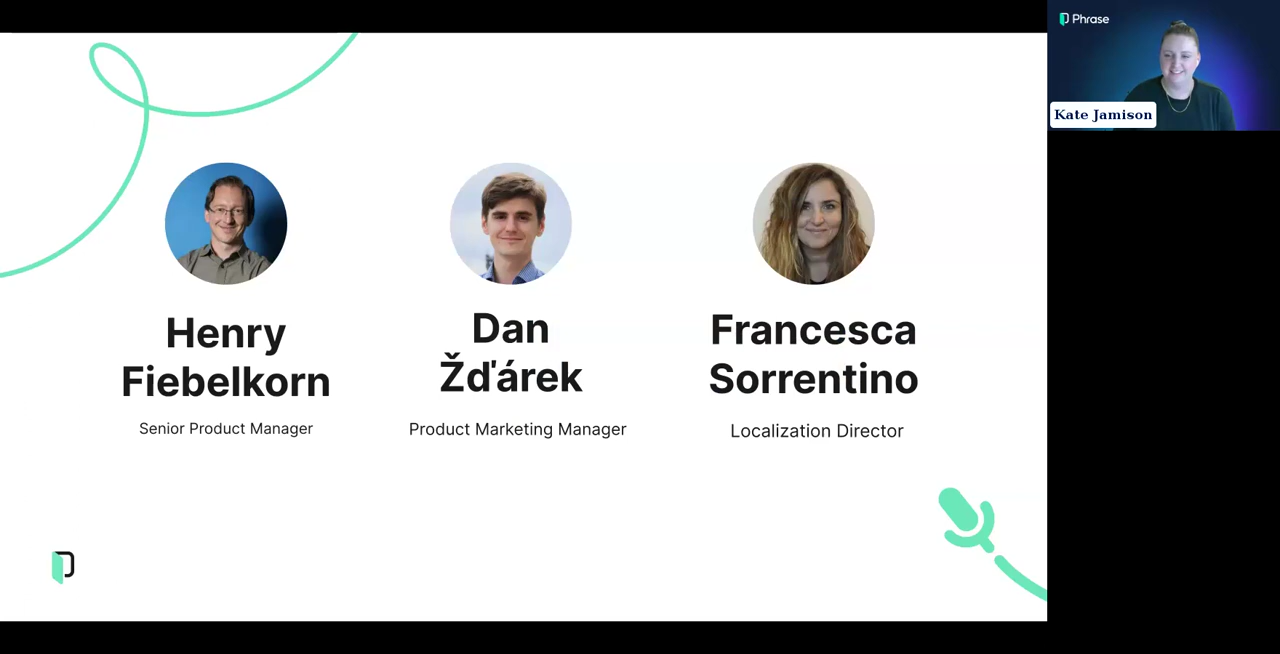 Henry
Fiebelkorn
Senior Product Manager
Dan
Žďárek
Product Marketing Manager
Francesca
Sorrentino
Localization Director
Phrase
Kate Jamison